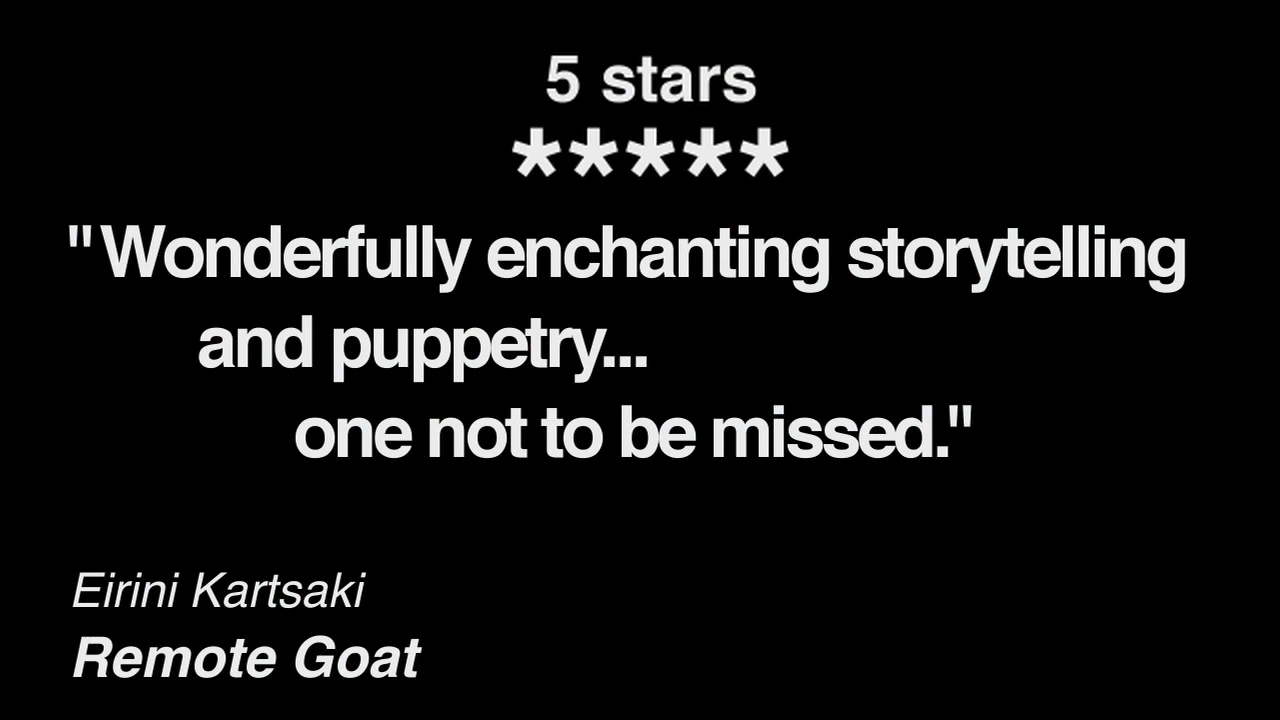 5 stars
*****
"Wonderfully enchanting storytelling
and puppetry...
one not to be missed."
Eirini Kartsaki
Remote Goat